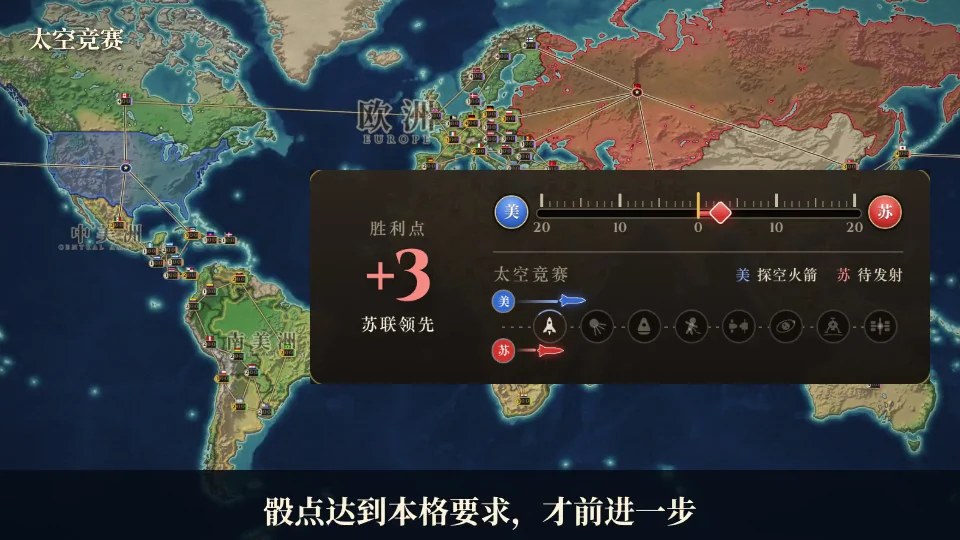 太空竞赛
欧洲
EUROPE
中美洲
南美洲
胜利点
+3
苏联领先
美
苏
20 10 0 10 20
太空竞赛
美 探空火箭 苏 待发射
美
苏
骰点达到本格要求，才前进一步